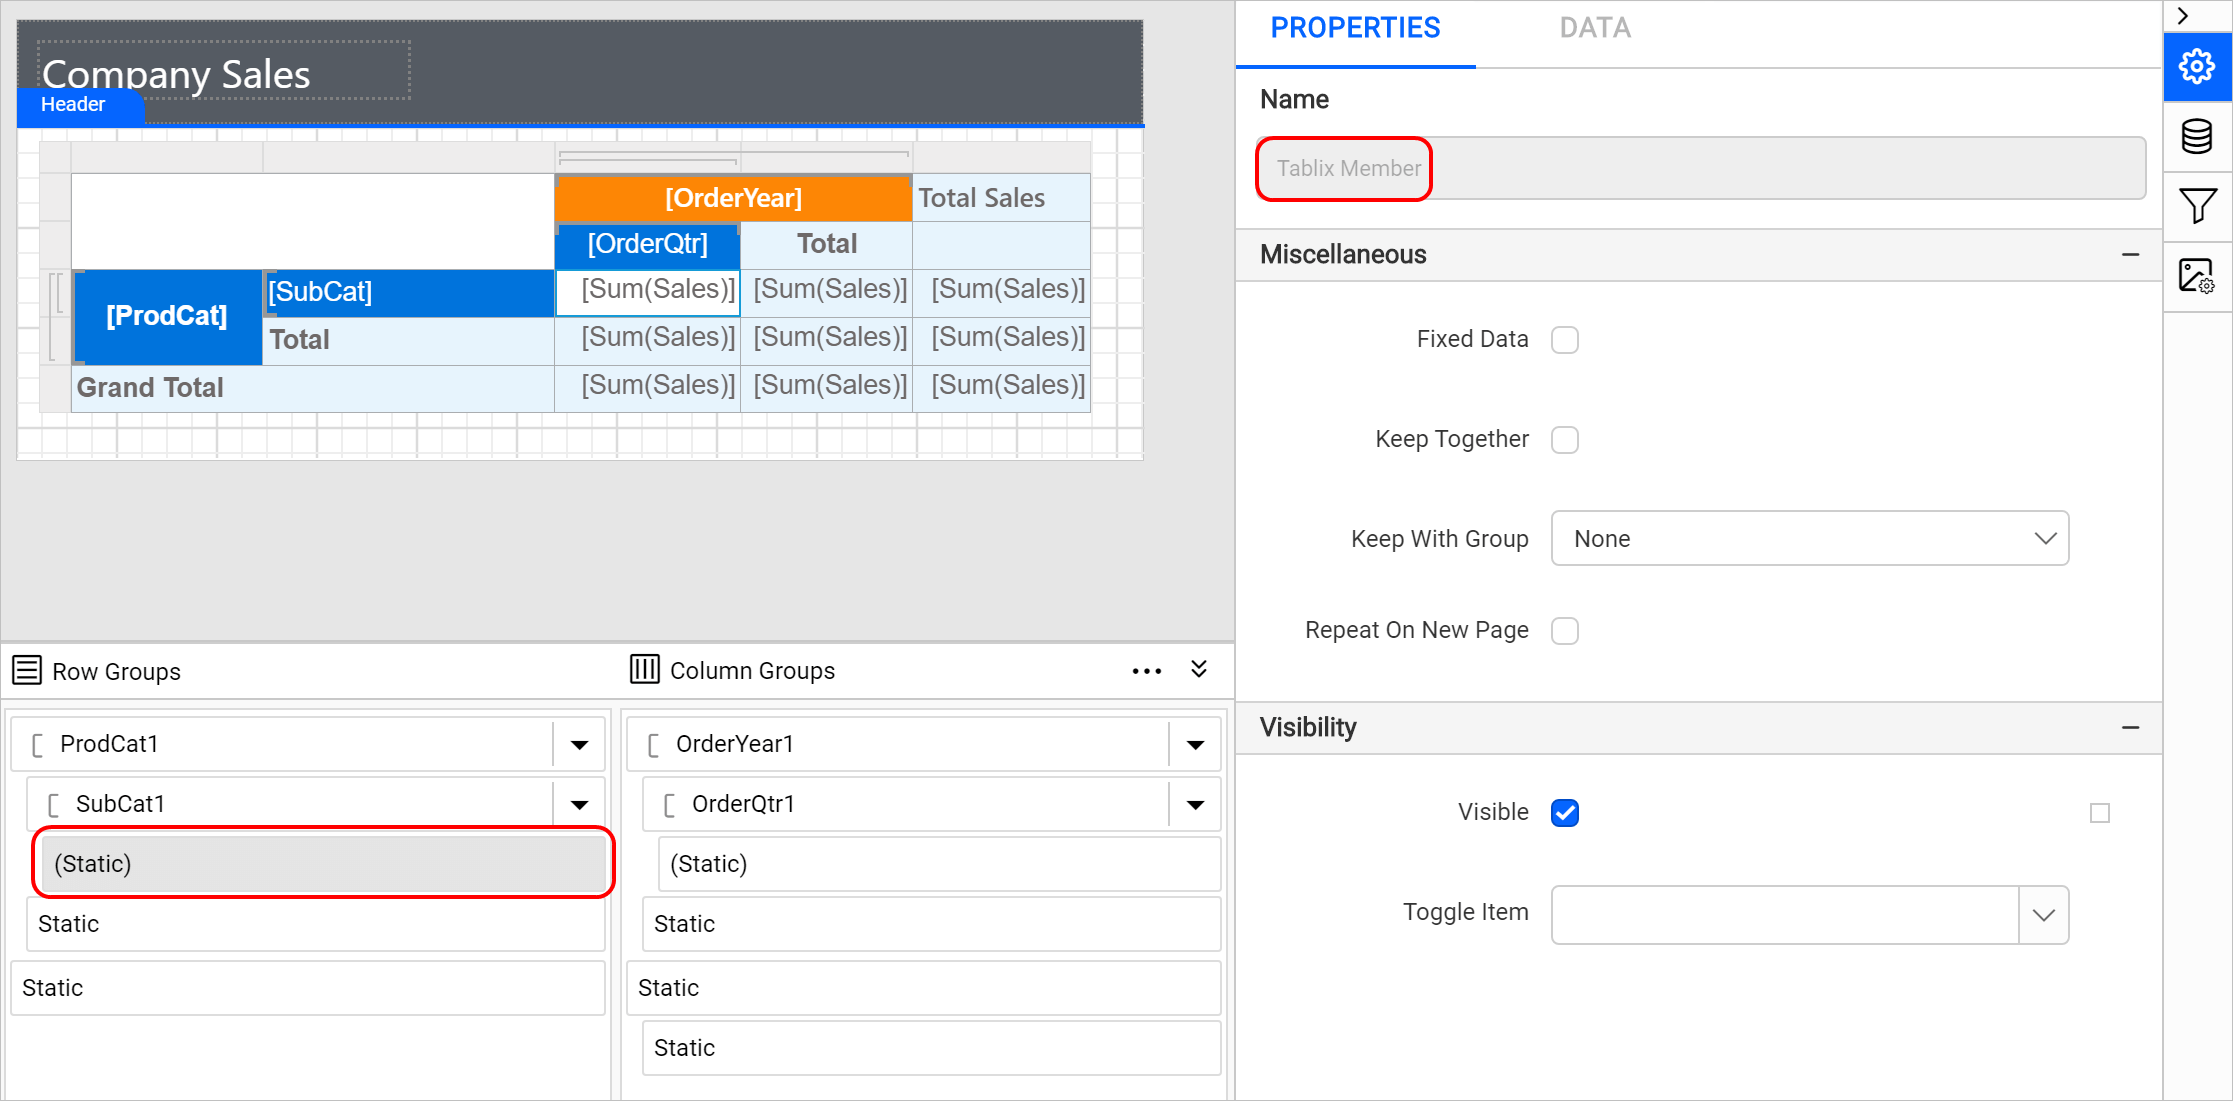 Company Sales
Header
[OrderYear] Total Sales
[OrderQtr] Total
[ProdCat] [SubCat] [Sum(Sales)] [Sum(Sales)] [Sum(Sales)]
Total [Sum(Sales)] [Sum(Sales)] [Sum(Sales)]
Grand Total [Sum(Sales)] [Sum(Sales)] [Sum(Sales)]
Row Groups
ProdCat1
SubCat1
(Static)
Static
Static
Column Groups
OrderYear1
OrderQtr1
(Static)
Static
Static
Static
PROPERTIES DATA
Name
Tablix Member
Miscellaneous
Fixed Data
Keep Together
Keep With Group None
Repeat On New Page
Visibility
Visible
Toggle Item